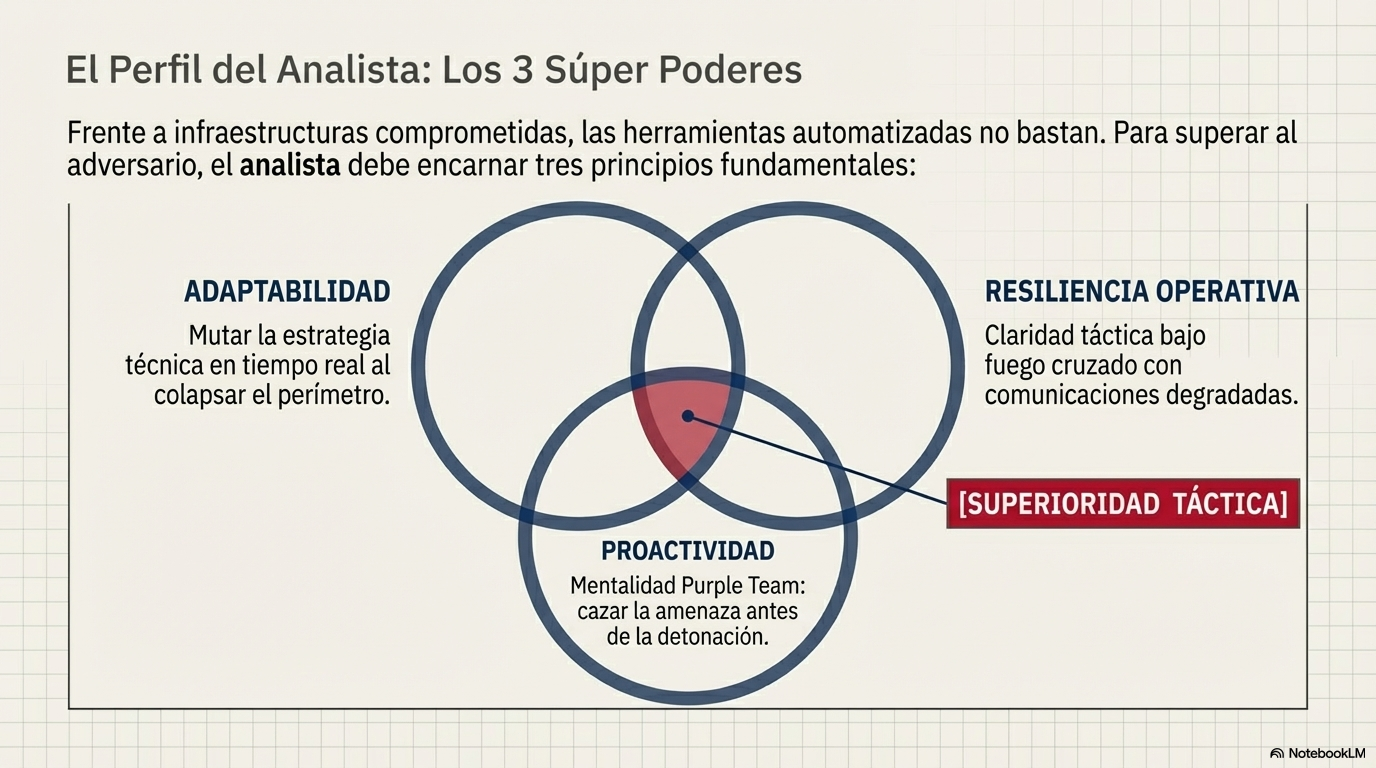 El Perfil del Analista: Los 3 Súper Poderes
Frente a infraestructuras comprometidas, las herramientas automatizadas no bastan. Para superar al
adversario, el analista debe encarnar tres principios fundamentales:
ADAPTABILIDAD
Mutar la estrategia
técnica en tiempo real al
colapsar el perímetro.
RESILIENCIA OPERATIVA
Claridad táctica bajo
fuego cruzado con
comunicaciones degradadas.
[SUPERIORIDAD TÁCTICA]
PROACTIVIDAD
Mentalidad Purple Team:
cazar la amenaza antes
de la detonación.
NotebookLM